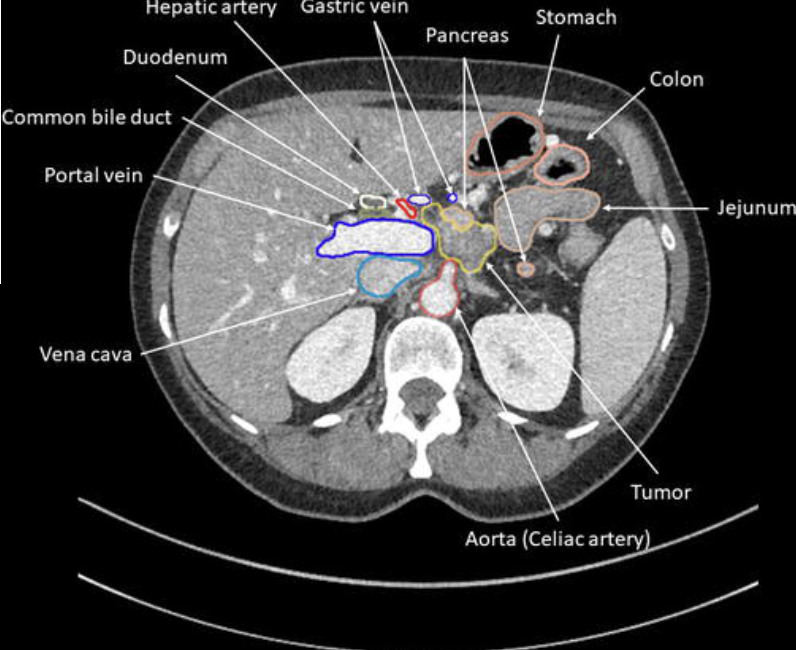 Hepatic artery
Gastric vein
Stomach
Pancreas
Duodenum
Colon
Common bile duct
Portal vein
Jejunum
Vena cava
Tumor
Aorta (Celiac artery)